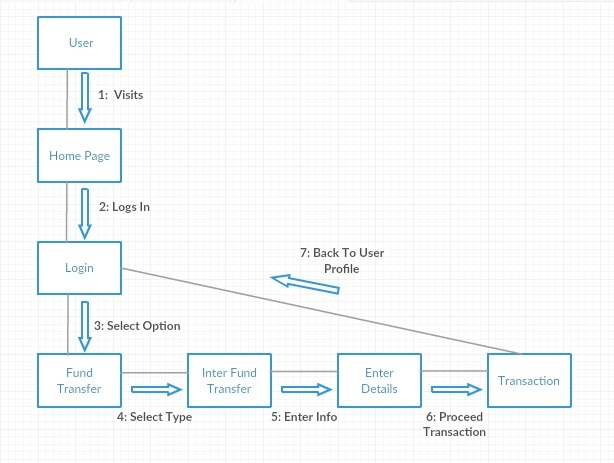 User
1: Visits
Home Page
2: Logs In
Login
7: Back To User
Profile
3: Select Option
Fund
Transfer
Inter Fund
Transfer
Enter
Details
Transaction
4: Select Type
5: Enter Info
6: Proceed
Transaction